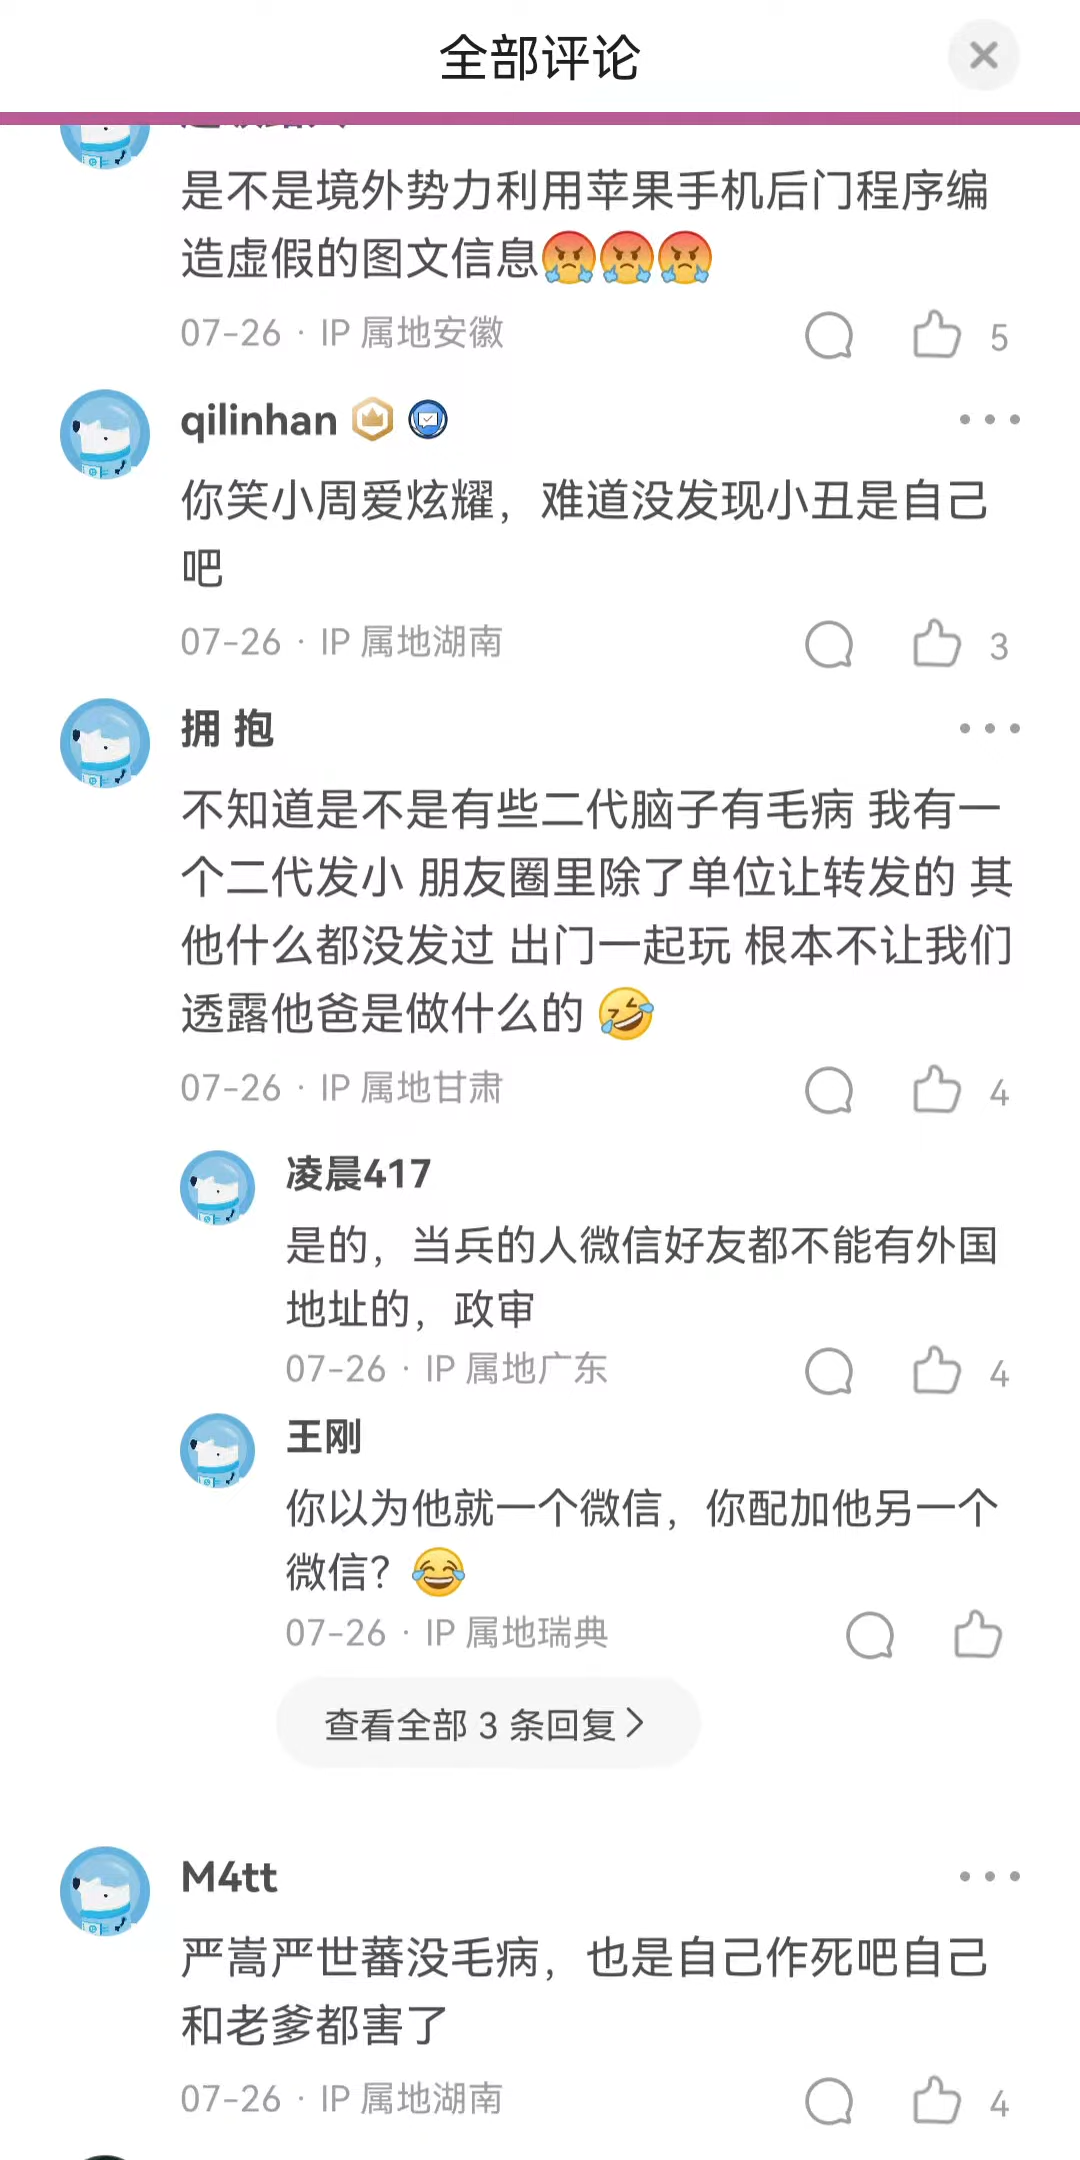 全部评论
是不是境外势力利用苹果手机后门程序编
造虚假的图文信息😤😤😤
07-26 · IP 属地安徽
5
qilinhan
你笑小周爱炫耀，难道没发现小丑是自己
吧
07-26 · IP 属地湖南
3
拥 抱
不知道是不是有些二代脑子有毛病 我有一
个二代发小 朋友圈里除了单位让转发的 其
他什么都没发过 出门一起玩 根本不让我们
透露他爸是做什么的 🤣
07-26 · IP 属地甘肃
4
凌晨417
是的，当兵的人微信好友都不能有外国
地址的，政审
07-26 · IP 属地广东
4
王刚
你以为他就一个微信，你配加他另一个
微信？😂
07-26 · IP 属地瑞典
查看全部 3 条回复
M4tt
严嵩严世蕃没毛病，也是自己作死吧自己
和老爹都害了
07-26 · IP 属地湖南
4